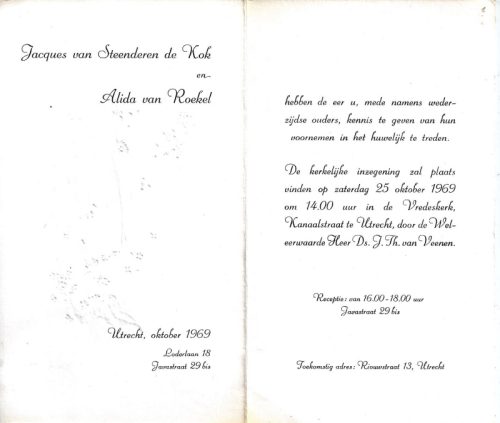 Jacques van Steenderen de Kok
en
Alida van Roekel
Utrecht, oktober 1969
Loderlaan 18
Javastraat 29 bis
hebben de eer u, mede namens weder-
zijdse ouders, kennis te geven van hun
voornemen in het huwelijk te treden.
De kerkelijke inzegening zal plaats
vinden op zaterdag 25 oktober 1969
om 14.00 uur in de Vredeskerk,
Kanaalstraat te Utrecht, door de Wel-
eerwaarde Heer Ds. J. Th. van Veenen.
Receptie: van 16.00-18.00 uur
Javastraat 29 bis
Toekomstig adres: Riouwstraat 13, Utrecht